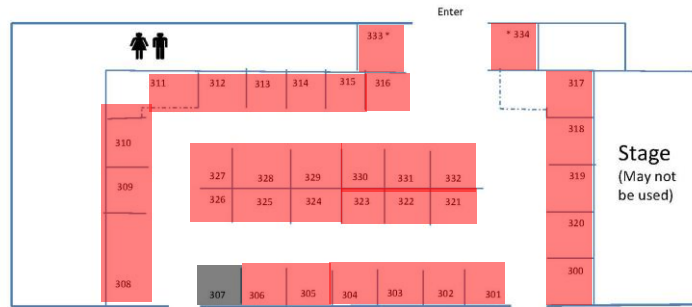 Enter
333 *
* 334
311 312 313 314 315 316
317
310
318
Stage
(May not
be used)
327 328 329 330 331 332
319
309
326 325 324 323 322 321
320
300
308
307 306 305 304 303 302 301